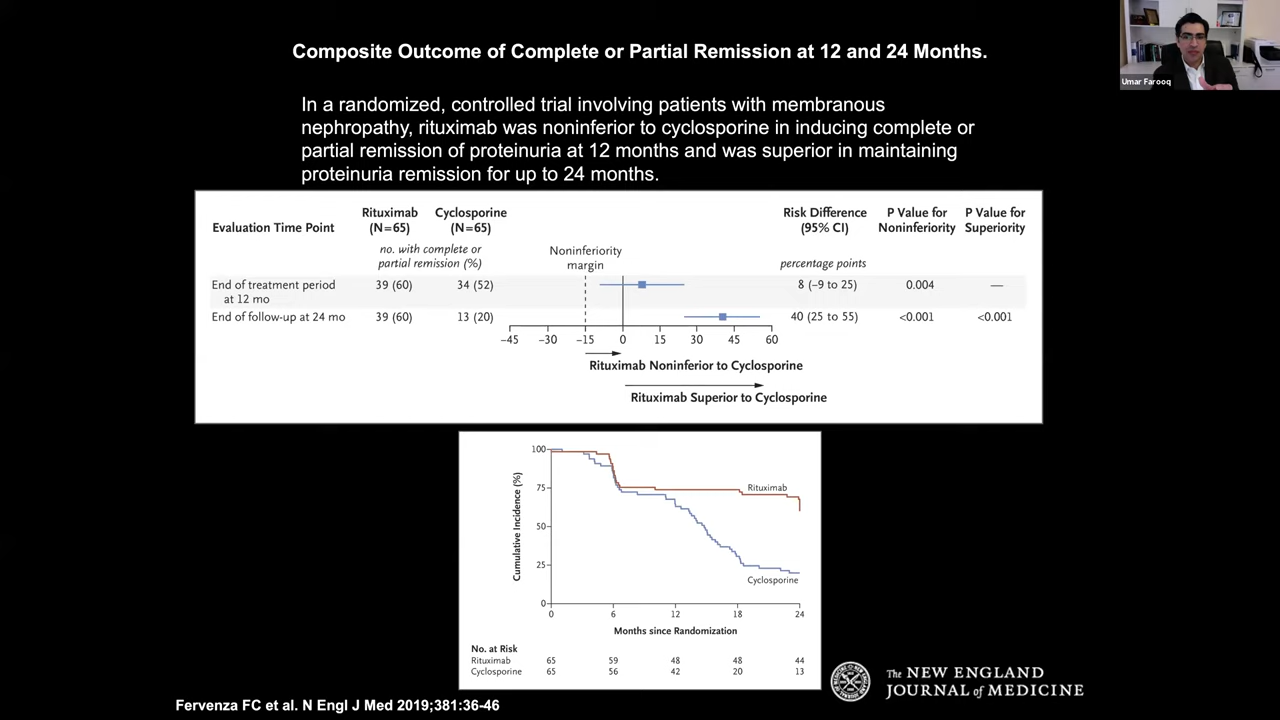 Composite Outcome of Complete or Partial Remission at 12 and 24 Months.
Umar Farooq
In a randomized, controlled trial involving patients with membranous
nephropathy, rituximab was noninferior to cyclosporine in inducing complete or
partial remission of proteinuria at 12 months and was superior in maintaining
proteinuria remission for up to 24 months.
Evaluation Time Point
Rituximab
(N=65)
Cyclosporine
(N=65)
Risk Difference
(95% CI)
P Value for
Noninferiority
P Value for
Superiority
no. with complete or
partial remission (%)
Noninferiority
margin
percentage points
End of treatment period
at 12 mo
39 (60)
34 (52)
8 (–9 to 25)
0.004
—
End of follow-up at 24 mo
39 (60)
13 (20)
40 (25 to 55)
<0.001
<0.001
–45 –30 –15 0 15 30 45 60
Rituximab Noninferior to Cyclosporine
Rituximab Superior to Cyclosporine
Cumulative Incidence (%)
100
75
50
25
0
Rituximab
Cyclosporine
0 6 12 18 24
Months since Randomization
No. at Risk
Rituximab 65 59 48 48 44
Cyclosporine 65 56 42 20 13
The NEW ENGLAND
JOURNAL of MEDICINE
Fervenza FC et al. N Engl J Med 2019;381:36-46